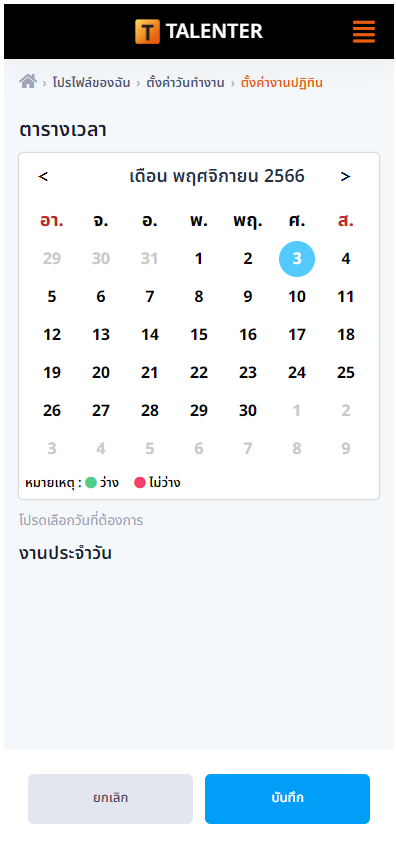 TALENTER
› โปรไฟล์ของฉัน › ตั้งค่าวันทำงาน › ตั้งค่างานปฏิทิน
ตารางเวลา
< เดือน พฤศจิกายน 2566 >
อา. จ. อ. พ. พฤ. ศ. ส.
29 30 31 1 2 3 4
5 6 7 8 9 10 11
12 13 14 15 16 17 18
19 20 21 22 23 24 25
26 27 28 29 30 1 2
3 4 5 6 7 8 9
หมายเหตุ : ว่าง ไม่ว่าง
โปรดเลือกวันที่ต้องการ
งานประจำวัน
ยกเลิก บันทึก